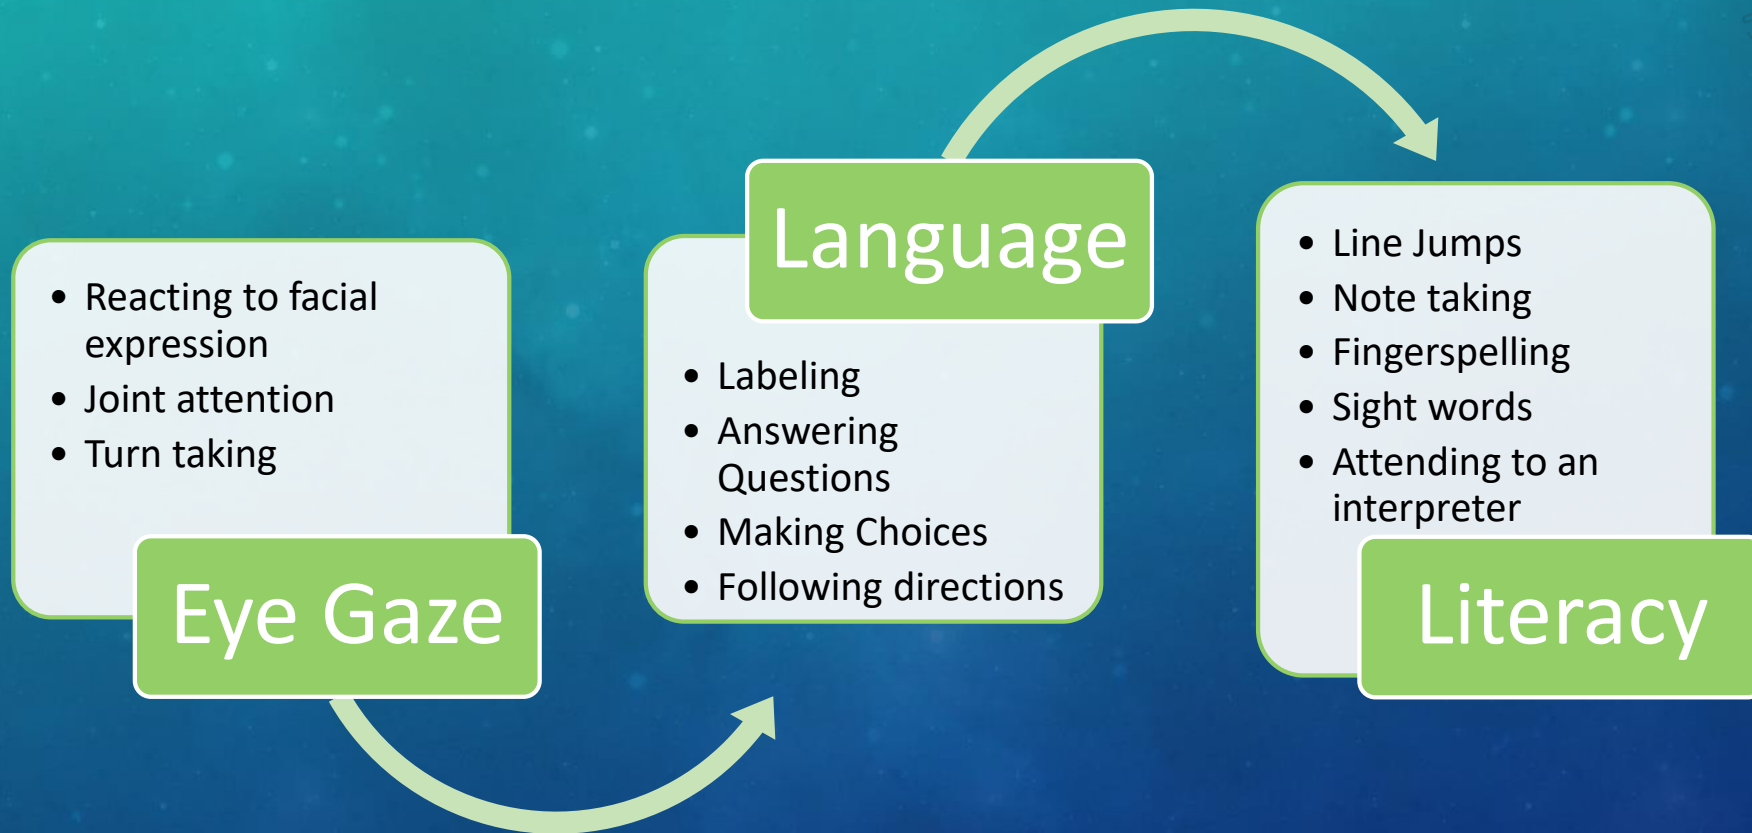 • Reacting to facial
expression
• Joint attention
• Turn taking
Eye Gaze
Language
• Labeling
• Answering
Questions
• Making Choices
• Following directions
• Line Jumps
• Note taking
• Fingerspelling
• Sight words
• Attending to an
interpreter
Literacy